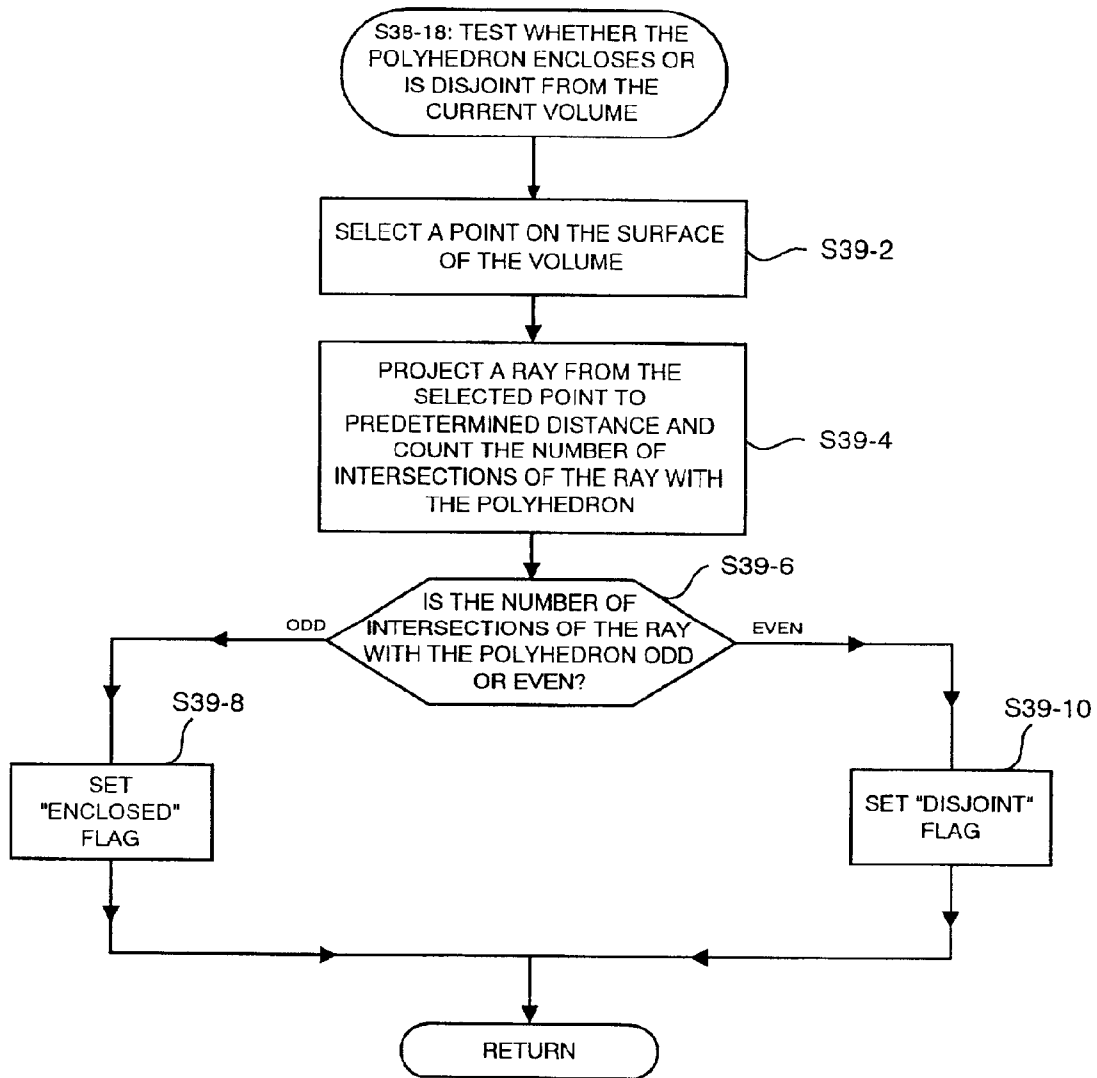 S38-18: TEST WHETHER THE
POLYHEDRON ENCLOSES OR
IS DISJOINT FROM THE
CURRENT VOLUME
SELECT A POINT ON THE SURFACE
OF THE VOLUME
S39-2
PROJECT A RAY FROM THE
SELECTED POINT TO
PREDETERMINED DISTANCE AND
COUNT THE NUMBER OF
INTERSECTIONS OF THE RAY WITH
THE POLYHEDRON
S39-4
S39-6
IS THE NUMBER OF
INTERSECTIONS OF THE RAY
WITH THE POLYHEDRON ODD
OR EVEN?
ODD
EVEN
S39-8
SET
"ENCLOSED"
FLAG
S39-10
SET "DISJOINT"
FLAG
RETURN